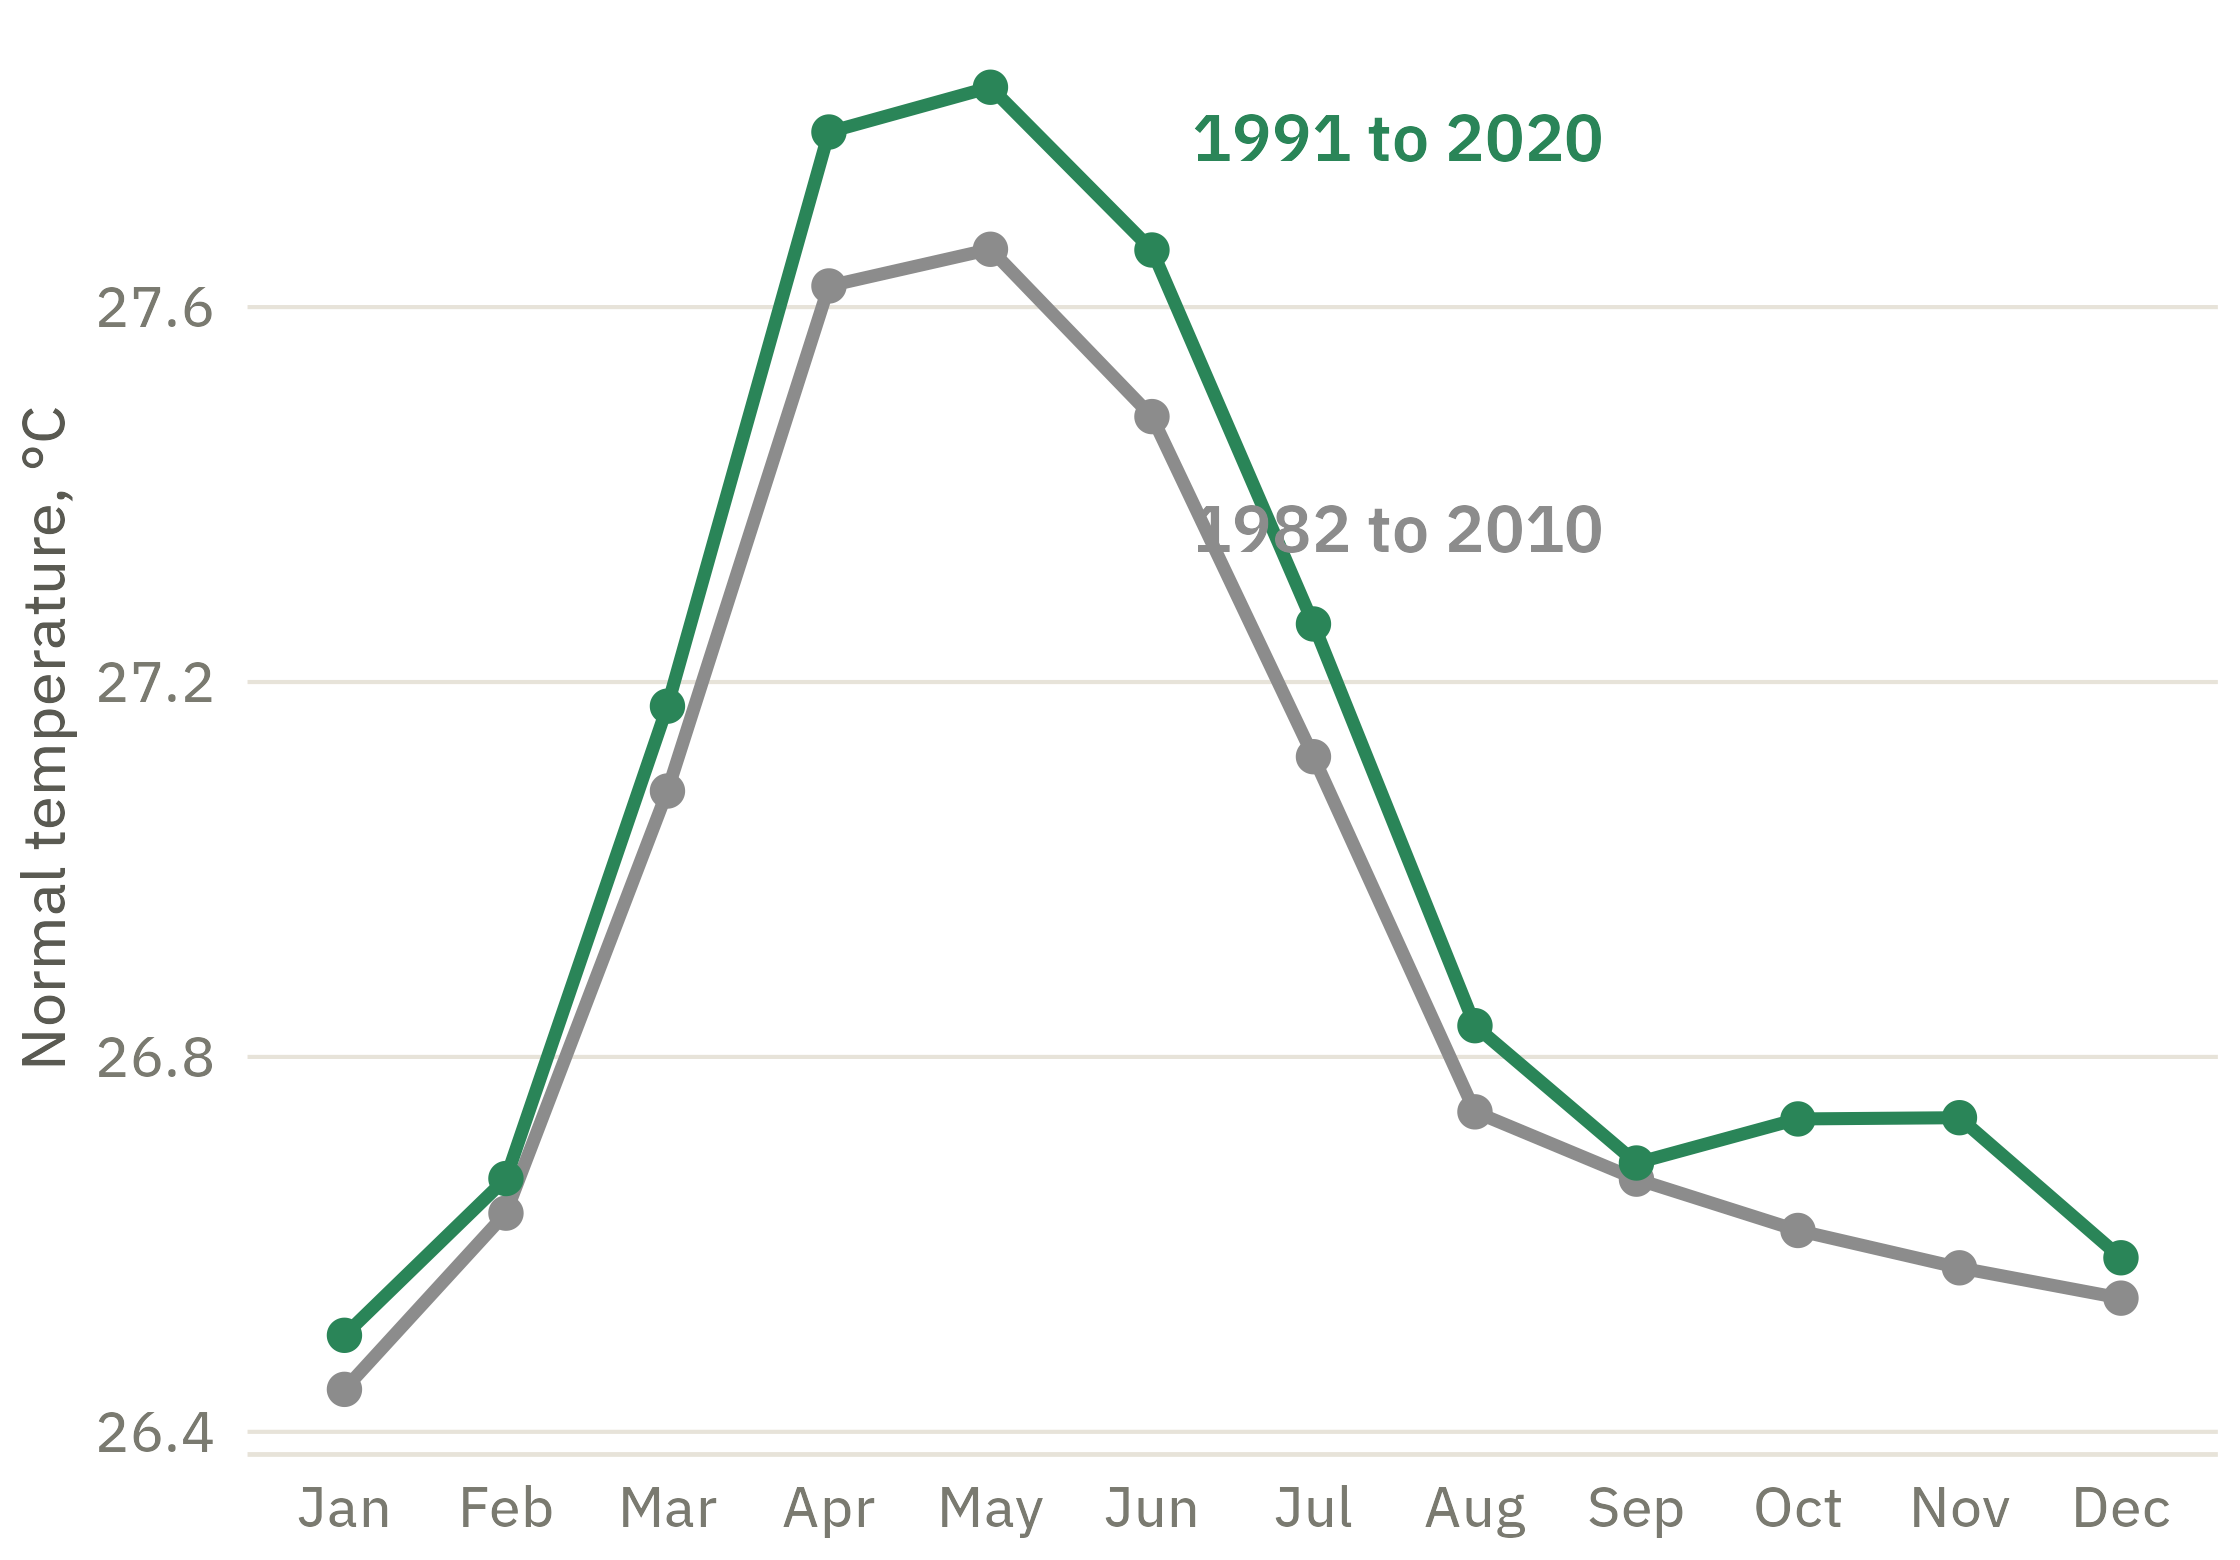 1991 to 2020
27.6
1982 to 2010
27.2
Normal temperature, °C
26.8
26.4
Jan Feb Mar Apr May Jun Jul Aug Sep Oct Nov Dec